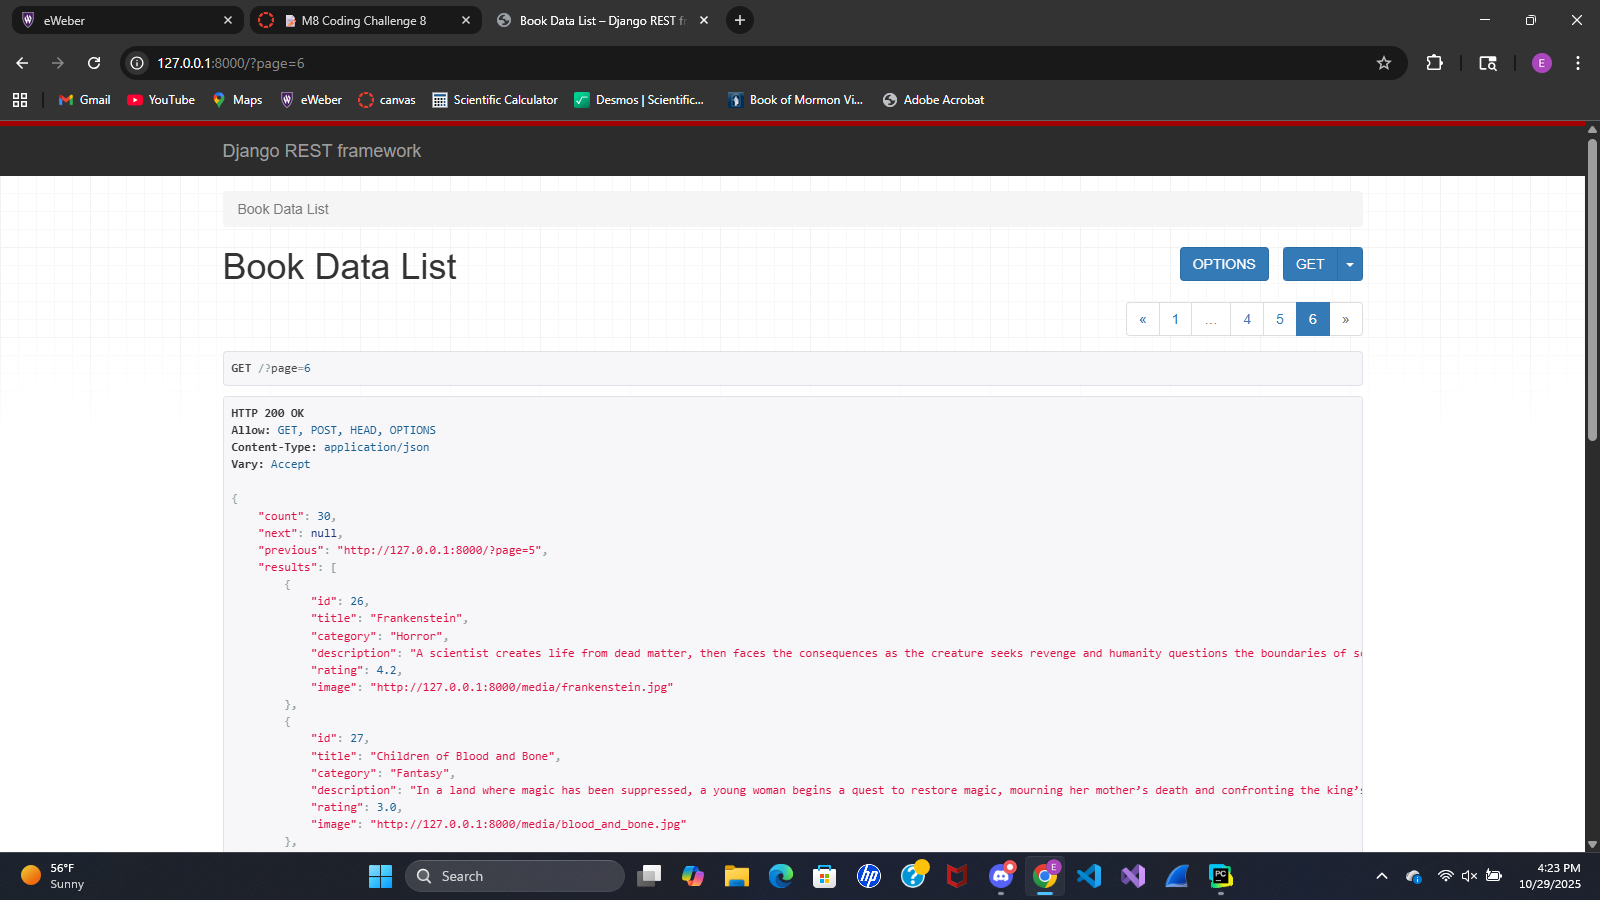 eWeber
M8 Coding Challenge 8
Book Data List – Django REST fr
127.0.0.1:8000/?page=6
E
Gmail
YouTube
Maps
eWeber
canvas
Scientific Calculator
Desmos | Scientific...
Book of Mormon Vi...
Adobe Acrobat
Django REST framework
Book Data List
Book Data List
OPTIONS
GET
« 1 … 4 5 6 »
GET /?page=6
HTTP 200 OK
Allow: GET, POST, HEAD, OPTIONS
Content-Type: application/json
Vary: Accept
{
"count": 30,
"next": null,
"previous": "http://127.0.0.1:8000/?page=5",
"results": [
{
"id": 26,
"title": "Frankenstein",
"category": "Horror",
"description": "A scientist creates life from dead matter, then faces the consequences as the creature seeks revenge and humanity questions the boundaries of s
"rating": 4.2,
"image": "http://127.0.0.1:8000/media/frankenstein.jpg"
},
{
"id": 27,
"title": "Children of Blood and Bone",
"category": "Fantasy",
"description": "In a land where magic has been suppressed, a young woman begins a quest to restore magic, mourning her mother’s death and confronting the king’s
"rating": 3.0,
"image": "http://127.0.0.1:8000/media/blood_and_bone.jpg"
},
56°F
Sunny
Search
hp
E
PC
4:23 PM
10/29/2025